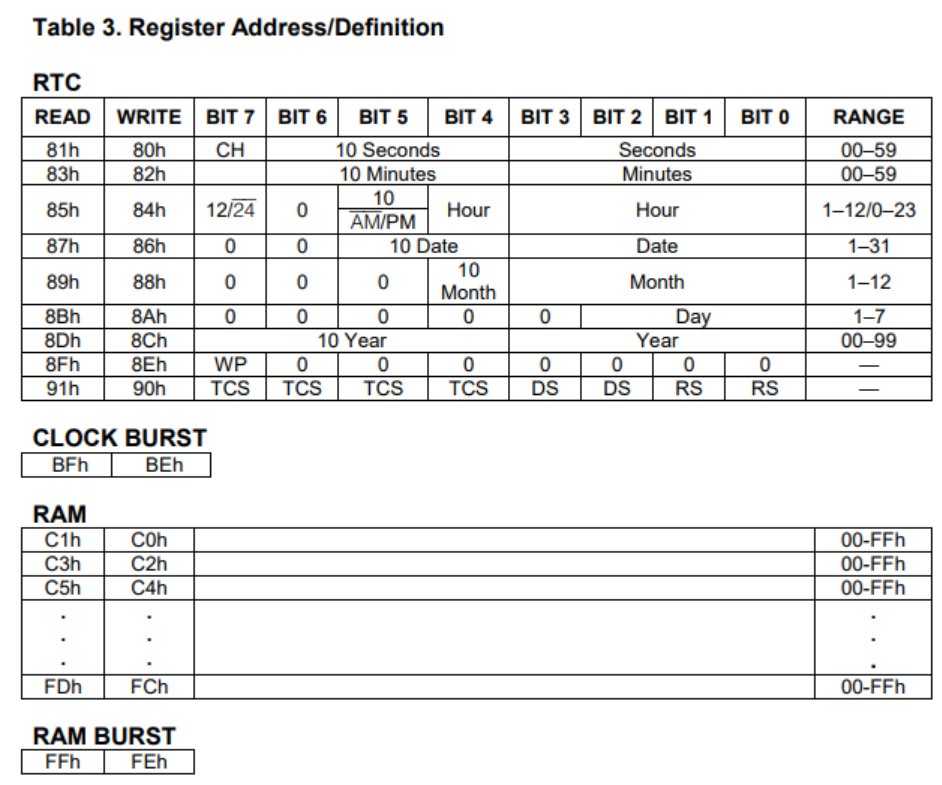 Table 3. Register Address/Definition
RTC
READ WRITE BIT 7 BIT 6 BIT 5 BIT 4 BIT 3 BIT 2 BIT 1 BIT 0 RANGE
81h 80h CH 10 Seconds Seconds 00–59
83h 82h 10 Minutes Minutes 00–59
85h 84h 12/2̅4̅ 0 10 Hour Hour 1–12/0–23
A̅M̅/PM
87h 86h 0 0 10 Date Date 1–31
89h 88h 0 0 0 10 Month 1–12
Month
8Bh 8Ah 0 0 0 0 0 Day 1–7
8Dh 8Ch 10 Year Year 00–99
8Fh 8Eh WP 0 0 0 0 0 0 0 —
91h 90h TCS TCS TCS TCS DS DS RS RS —
CLOCK BURST
BFh BEh
RAM
C1h C0h 00-FFh
C3h C2h 00-FFh
C5h C4h 00-FFh
. . .
. . .
. . .
FDh FCh 00-FFh
RAM BURST
FFh FEh